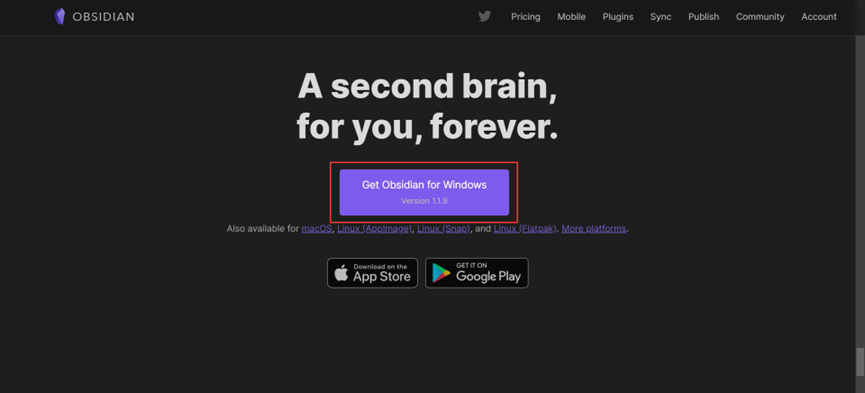 OBSIDIAN Pricing Mobile Plugins Sync Publish Community Account
A second brain,
for you, forever.
Get Obsidian for Windows
Version 1.1.9
Also available for macOS, Linux (AppImage), Linux (Snap), and Linux (Flatpak). More platforms.
Download on the
App Store
GET IT ON
Google Play